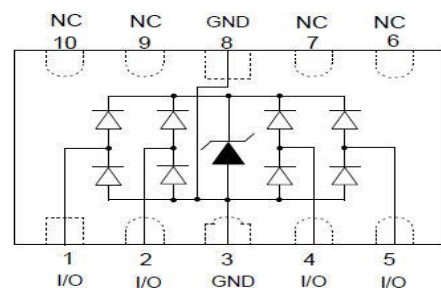 NC NC GND NC NC
10 9 8 7 6
1 2 3 4 5
I/O I/O GND I/O I/O